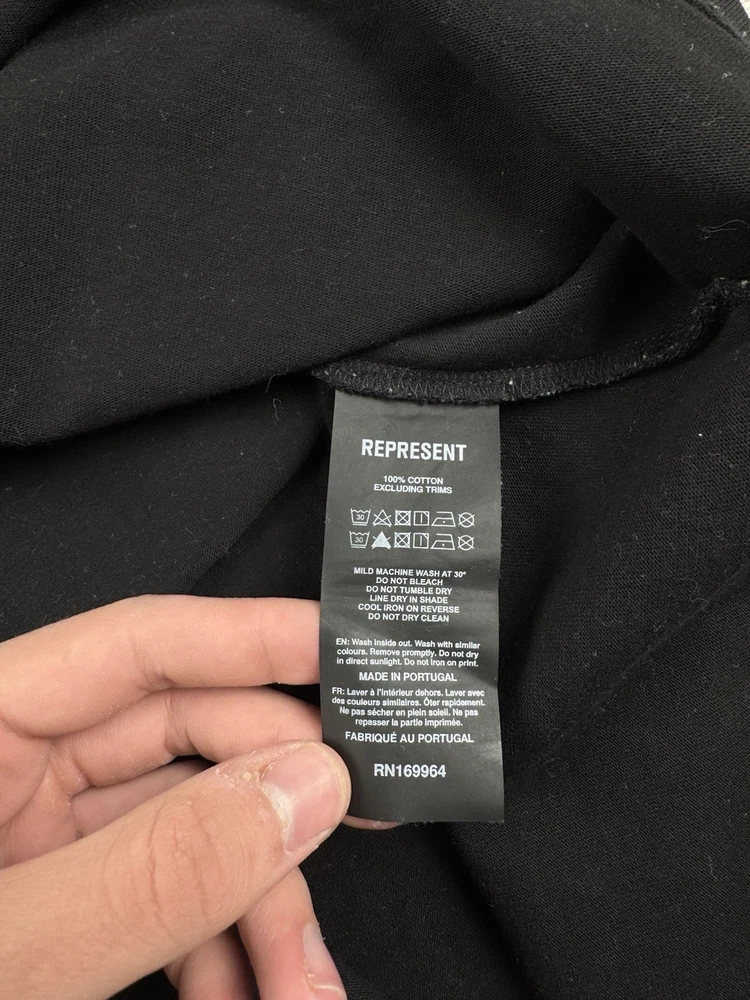 REPRESENT
100% COTTON
EXCLUDING TRIMS
30
30
MILD MACHINE WASH AT 30°
DO NOT BLEACH
DO NOT TUMBLE DRY
LINE DRY IN SHADE
COOL IRON ON REVERSE
DO NOT DRY CLEAN
EN: Wash inside out. Wash with similar
colours. Remove promptly. Do not dry
in direct sunlight. Do not iron on print.
MADE IN PORTUGAL
FR: Laver à l'intérieur dehors. Laver avec
des couleurs similaires. Ôter rapidement.
Ne pas sécher en plein soleil. Ne pas
repasser la partie imprimée.
FABRIQUÉ AU PORTUGAL
RN169964